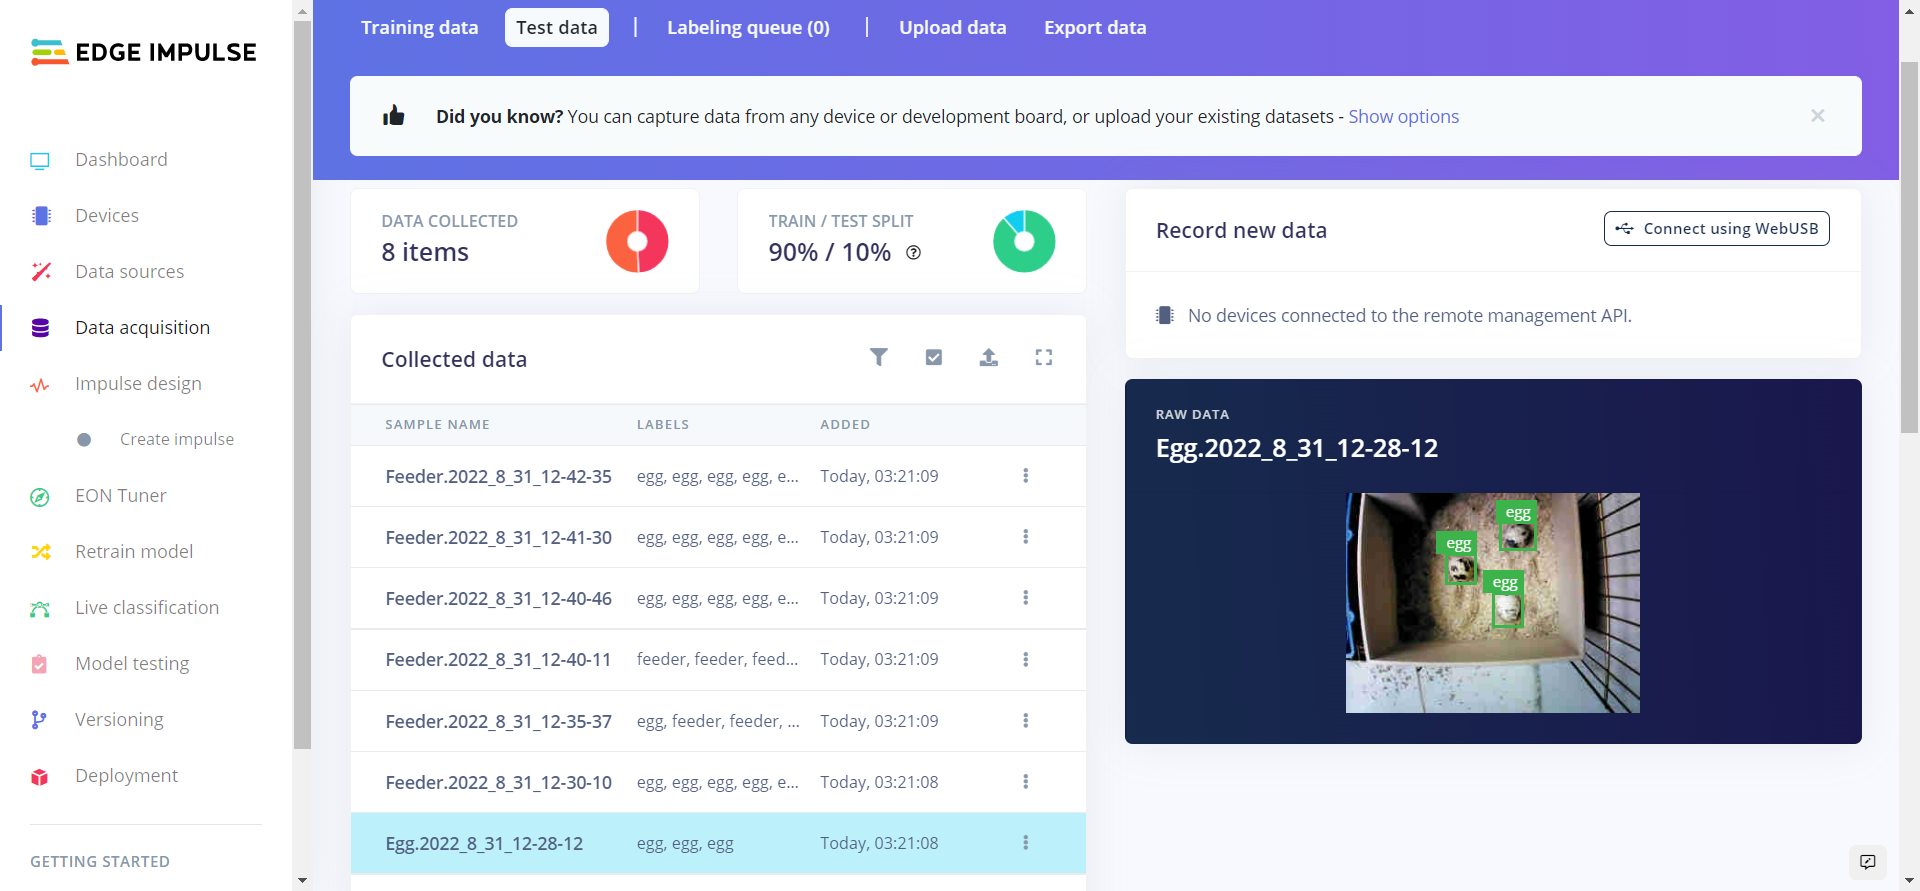 EDGE IMPULSE
Dashboard
Devices
Data sources
Data acquisition
Impulse design
Create impulse
EON Tuner
Retrain model
Live classification
Model testing
Versioning
Deployment
GETTING STARTED
Training data
Test data
|
Labeling queue (0)
|
Upload data
Export data
Did you know? You can capture data from any device or development board, or upload your existing datasets - Show options
×
DATA COLLECTED
8 items
TRAIN / TEST SPLIT
90% / 10% ?
Collected data
SAMPLE NAME LABELS ADDED
Feeder.2022_8_31_12-42-35 egg, egg, egg, egg, e... Today, 03:21:09
Feeder.2022_8_31_12-41-30 egg, egg, egg, egg, e... Today, 03:21:09
Feeder.2022_8_31_12-40-46 egg, egg, egg, egg, e... Today, 03:21:09
Feeder.2022_8_31_12-40-11 feeder, feeder, feed... Today, 03:21:09
Feeder.2022_8_31_12-35-37 egg, feeder, feeder, ... Today, 03:21:09
Feeder.2022_8_31_12-30-10 egg, egg, egg, egg, e... Today, 03:21:08
Egg.2022_8_31_12-28-12 egg, egg, egg Today, 03:21:08
Record new data
Connect using WebUSB
No devices connected to the remote management API.
RAW DATA
Egg.2022_8_31_12-28-12
egg
egg
egg